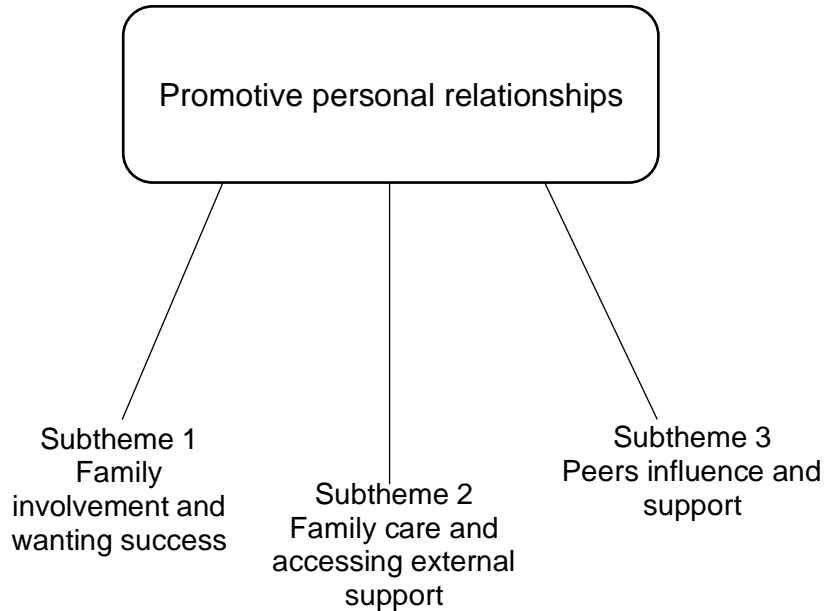 Promotive personal relationships
Subtheme 1
Family
involvement and
wanting success
Subtheme 2
Family care and
accessing external
support
Subtheme 3
Peers influence and
support